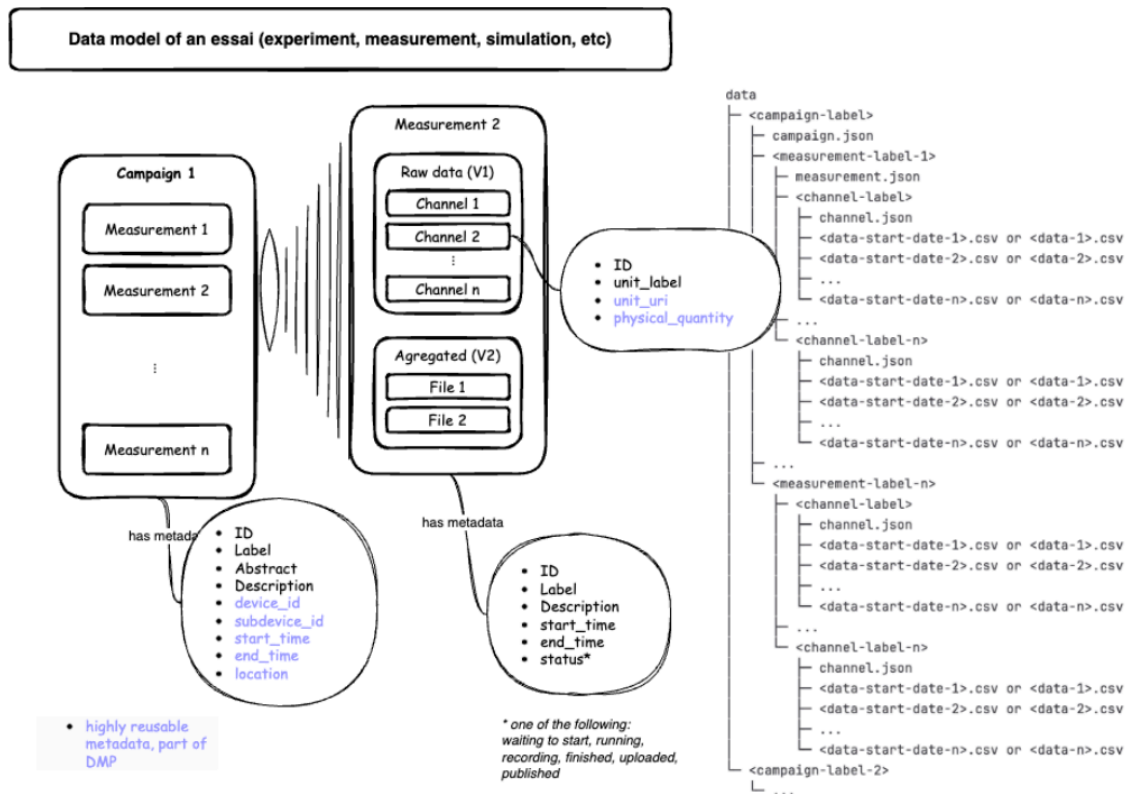 Data model of an essai (experiment, measurement, simulation, etc)
Campaign 1
Measurement 1
Measurement 2
⋮
Measurement n
has metada
• ID
• Label
• Abstract
• Description
• device_id
• subdevice_id
• start_time
• end_time
• location
• highly reusable
metadata, part of
DMP
Measurement 2
Raw data (V1)
Channel 1
Channel 2
⋮
Channel n
Agregated (V2)
File 1
File 2
has metadata
• ID
• Label
• Description
• start_time
• end_time
• status*
* one of the following:
waiting to start, running,
recording, finished, uploaded,
published
• ID
• unit_label
• unit_uri
• physical_quantity
data
<campaign-label>
campaign.json
<measurement-label-1>
measurement.json
<channel-label>
channel.json
<data-start-date-1>.csv or <data-1>.csv
<data-start-date-2>.csv or <data-2>.csv
...
<data-start-date-n>.csv or <data-n>.csv
...
<channel-label-n>
channel.json
<data-start-date-1>.csv or <data-1>.csv
<data-start-date-2>.csv or <data-2>.csv
...
<data-start-date-n>.csv or <data-n>.csv
...
<measurement-label-n>
<channel-label>
channel.json
<data-start-date-1>.csv or <data-1>.csv
<data-start-date-2>.csv or <data-2>.csv
...
<data-start-date-n>.csv or <data-n>.csv
...
<channel-label-n>
channel.json
<data-start-date-1>.csv or <data-1>.csv
<data-start-date-2>.csv or <data-2>.csv
...
<data-start-date-n>.csv or <data-n>.csv
<campaign-label-2>
...